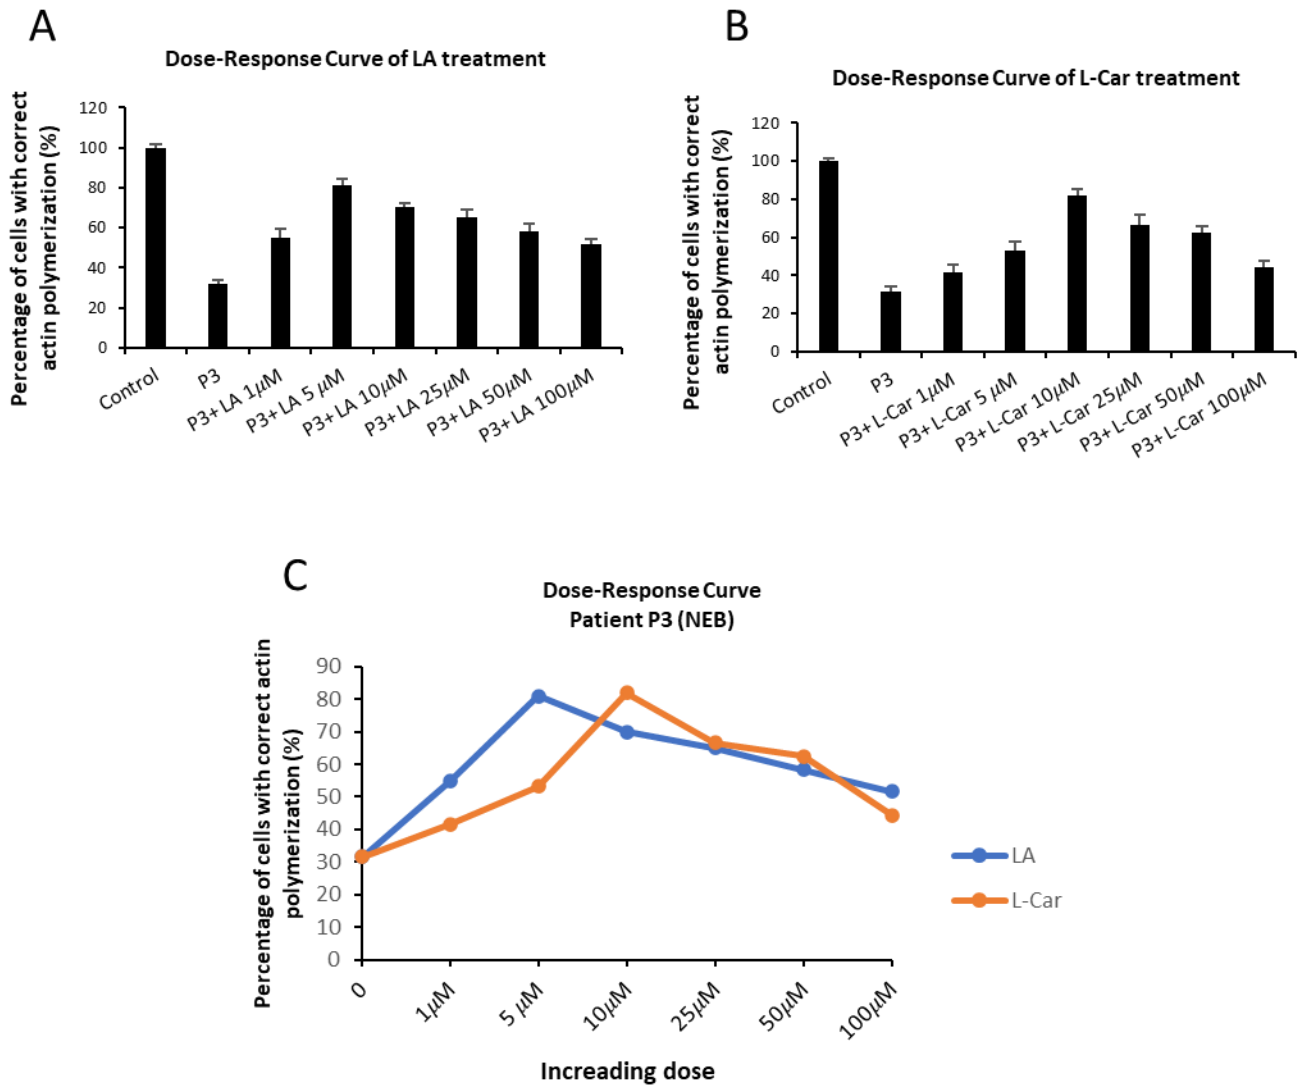 A
Dose-Response Curve of LA treatment
Percentage of cells with correct
actin polymerization (%)
120
100
80
60
40
20
0
Control
P3
P3+ LA 1μM
P3+ LA 5 μM
P3+ LA 10μM
P3+ LA 25μM
P3+ LA 50μM
P3+ LA 100μM
B
Dose-Response Curve of L-Car treatment
Percentage of cells with correct
actin polymerization (%)
120
100
80
60
40
20
0
Control
P3
P3+ L-Car 1μM
P3+ L-Car 5 μM
P3+ L-Car 10μM
P3+ L-Car 25μM
P3+ L-Car 50μM
P3+ L-Car 100μM
C
Dose-Response Curve
Patient P3 (NEB)
Percentage of cells with correct actin
polymerization (%)
90
80
70
60
50
40
30
20
10
0
0
1μM
5 μM
10μM
25μM
50μM
100μM
Increading dose
LA
L-Car